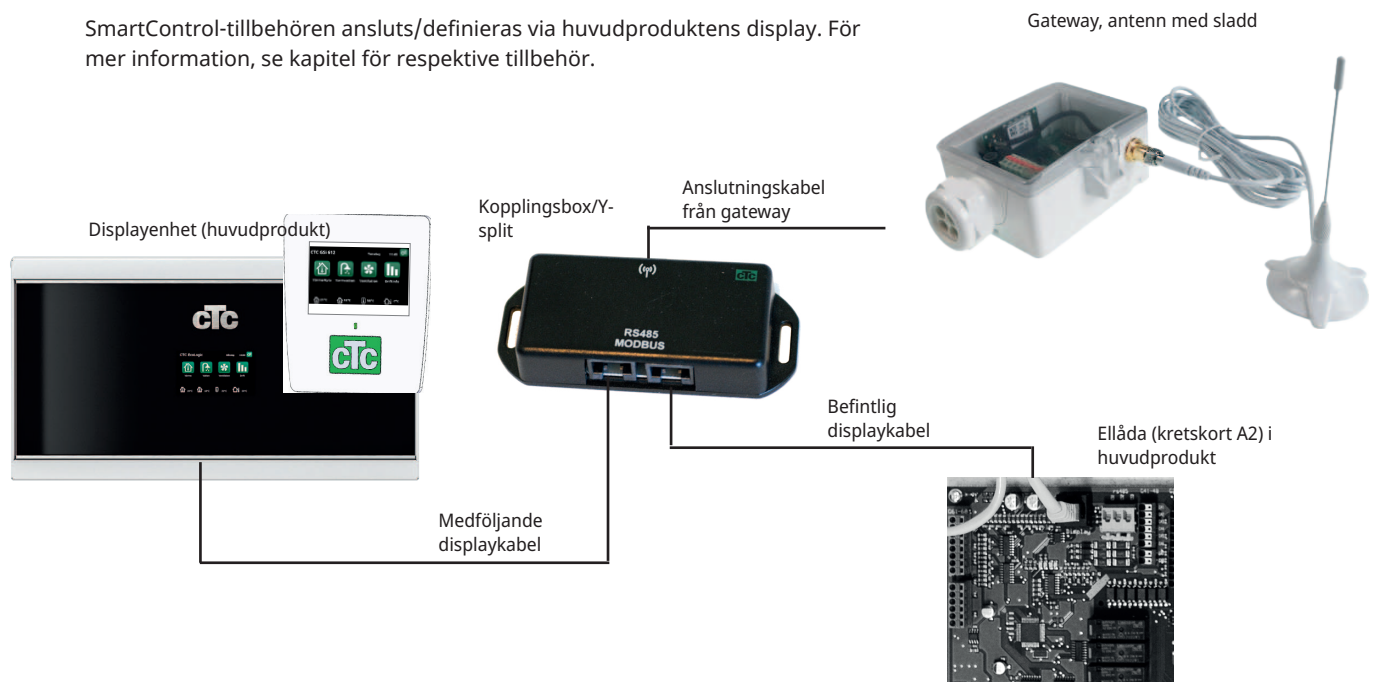 SmartControl-tillbehören ansluts/definieras via huvudproduktens display. För
mer information, se kapitel för respektive tillbehör.
Gateway, antenn med sladd
Anslutningskabel
från gateway
Kopplingsbox/Y-
split
Displayenhet (huvudprodukt)
CTC
CTC
CTC
RS485
MODBUS
Befintlig
displaykabel
Ellåda (kretskort A2) i
huvudprodukt
rs485
Display
Medföljande
displaykabel